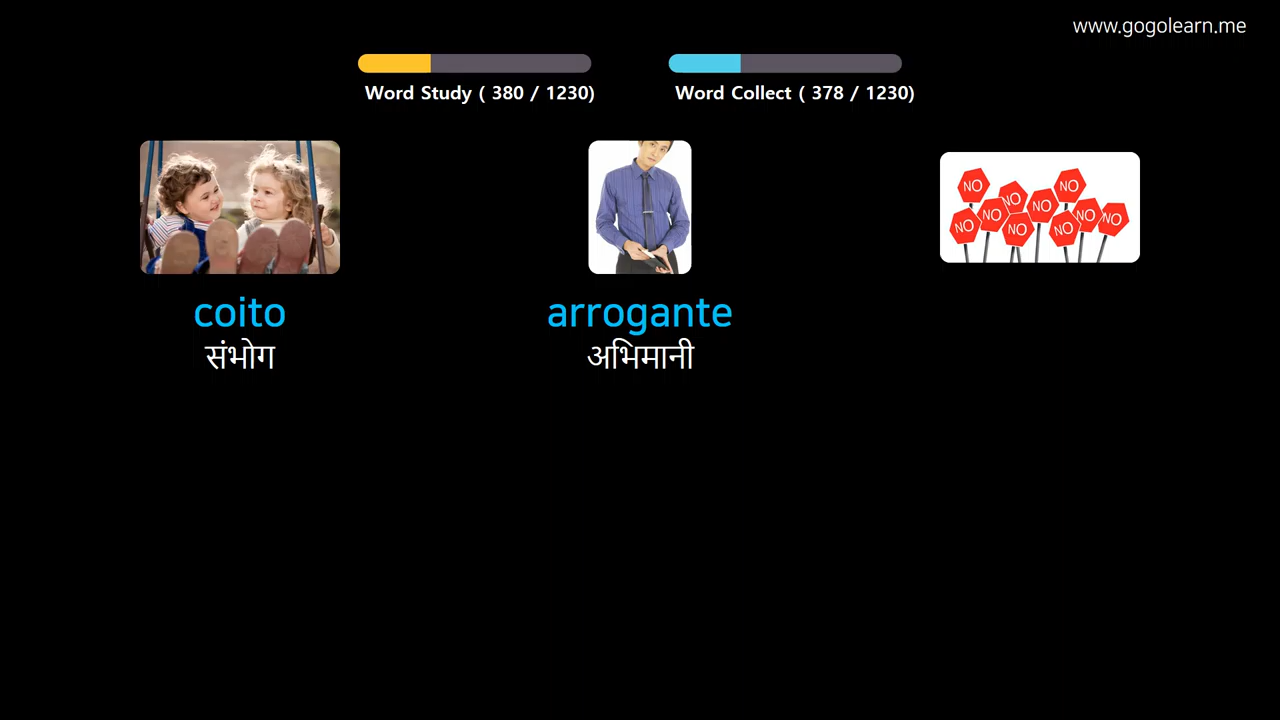 www.gogolearn.me
Word Study ( 380 / 1230)
Word Collect ( 378 / 1230)
NO NO NO NO NO NO NO NO NO NO
coito
संभोग
arrogante
अभिमानी